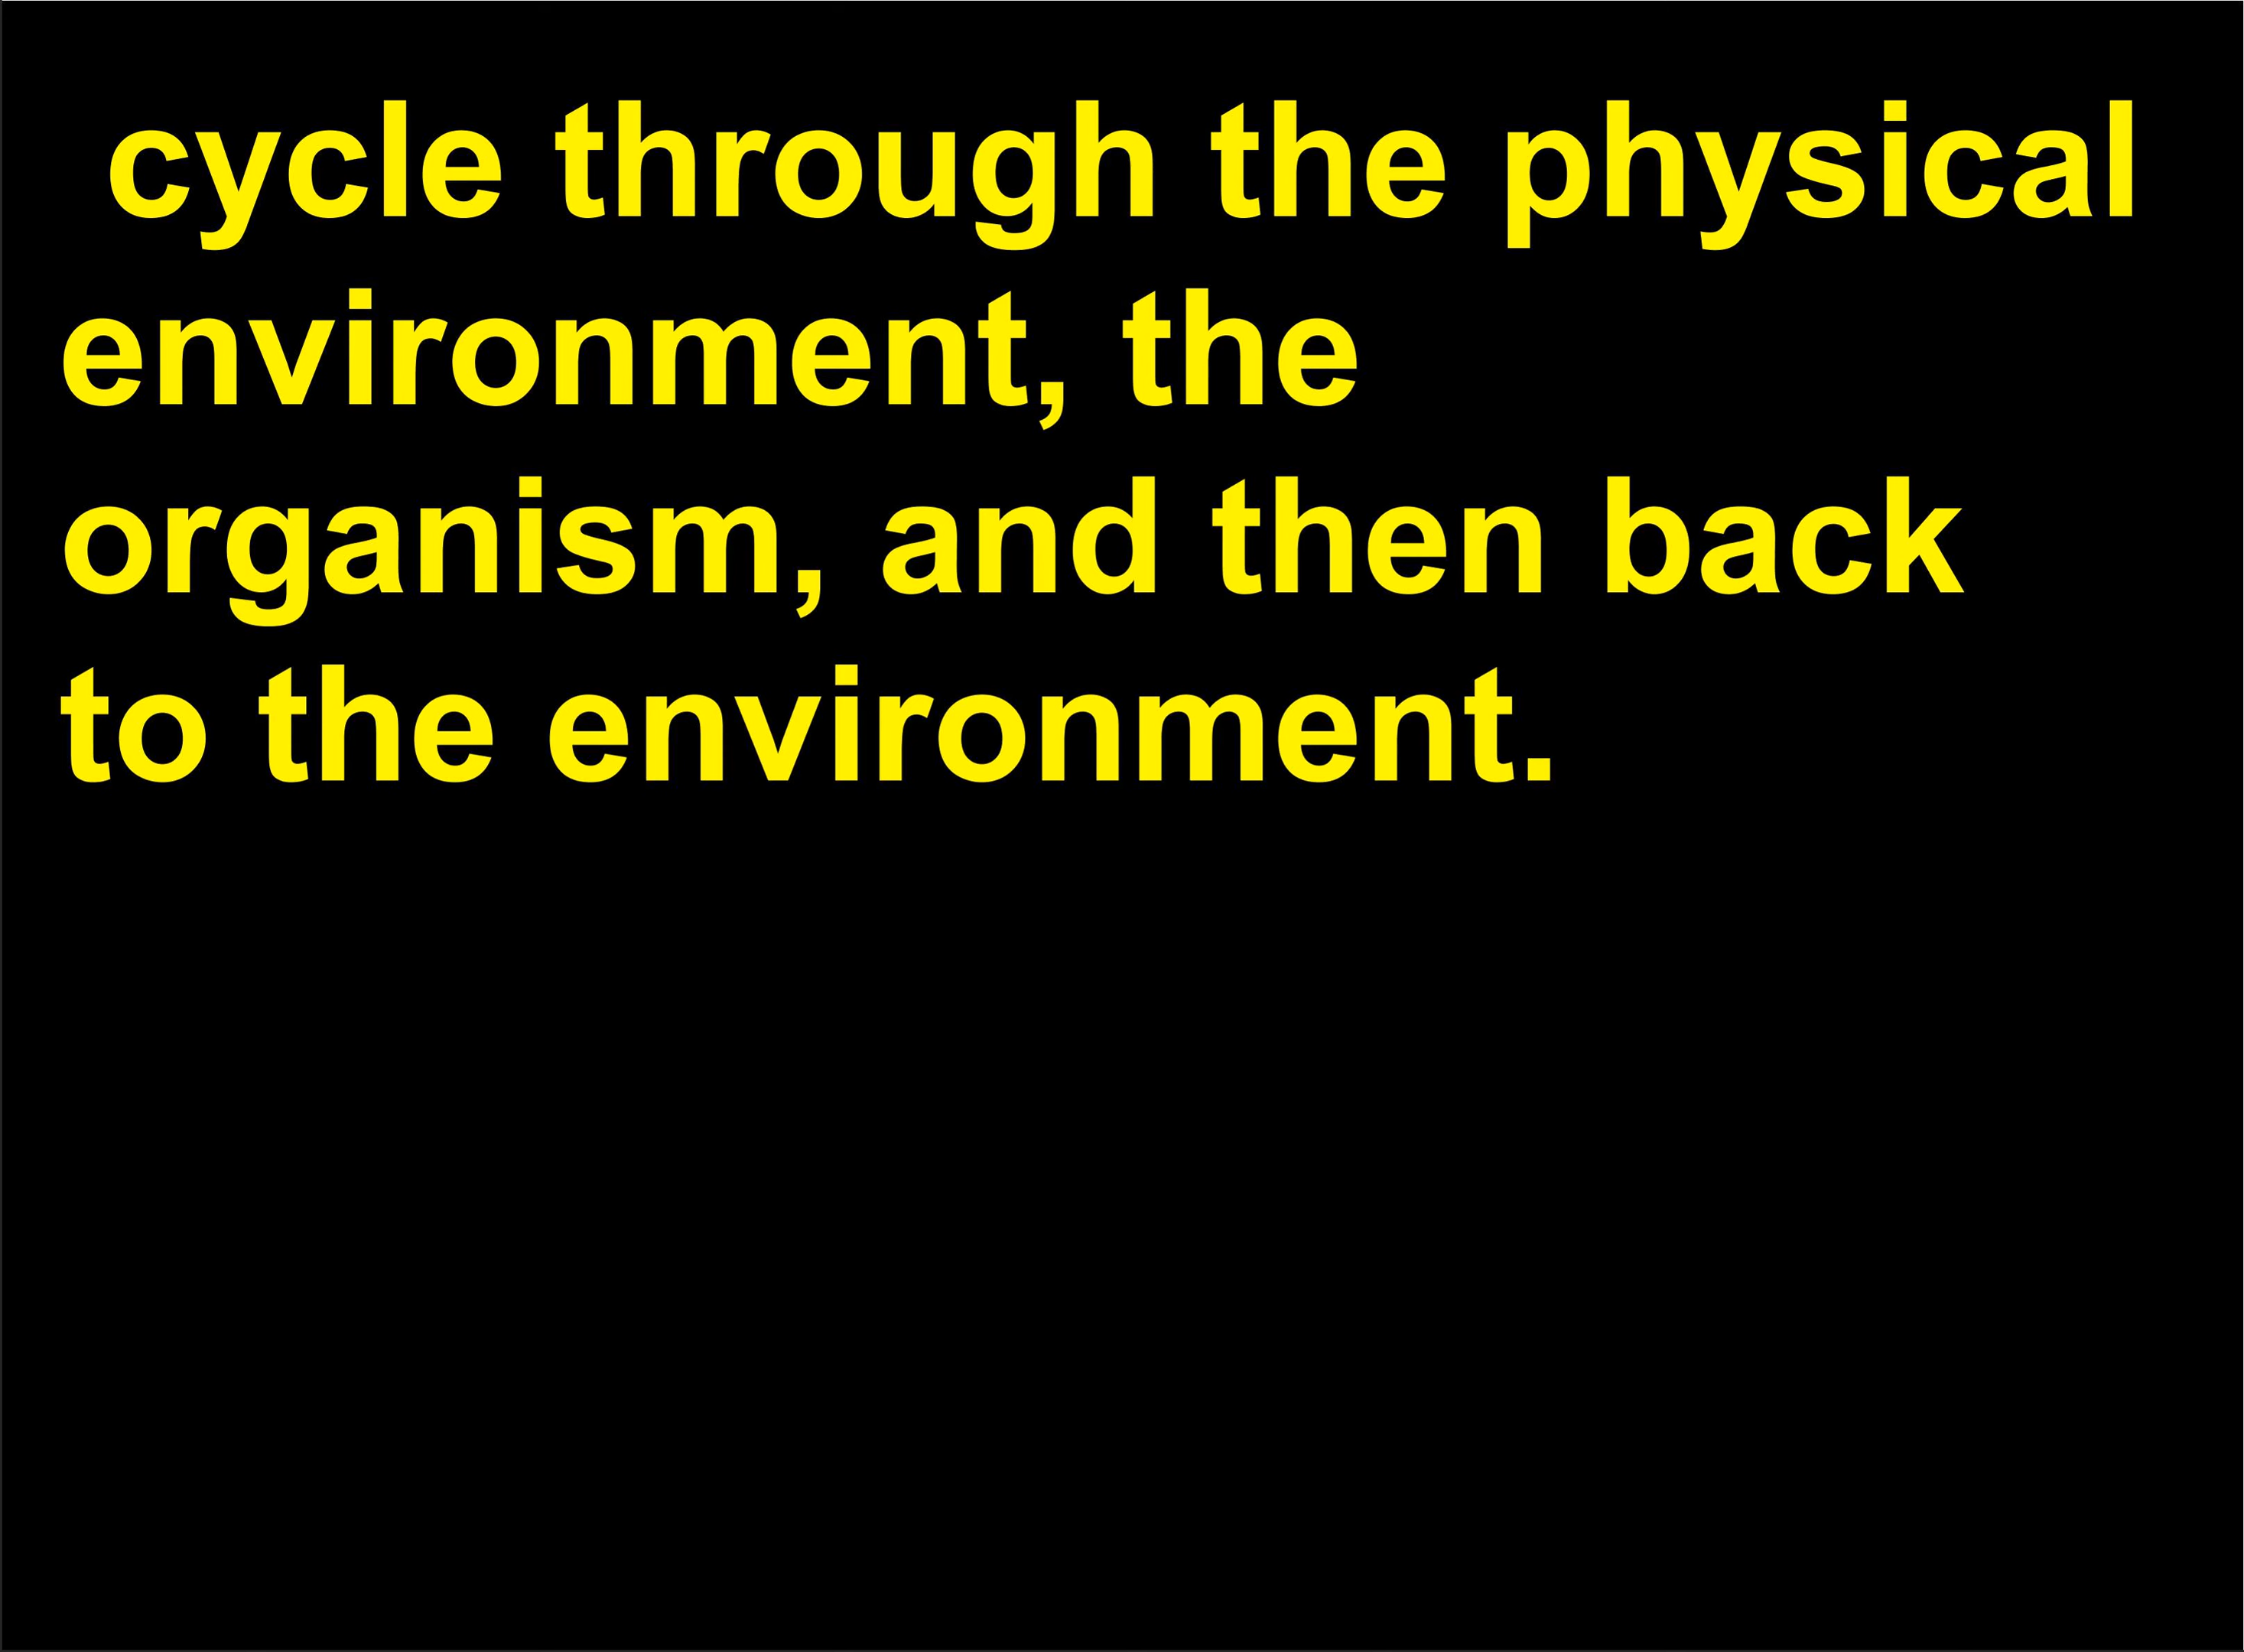 cycle through the physical
environment, the
organism, and then back
to the environment.